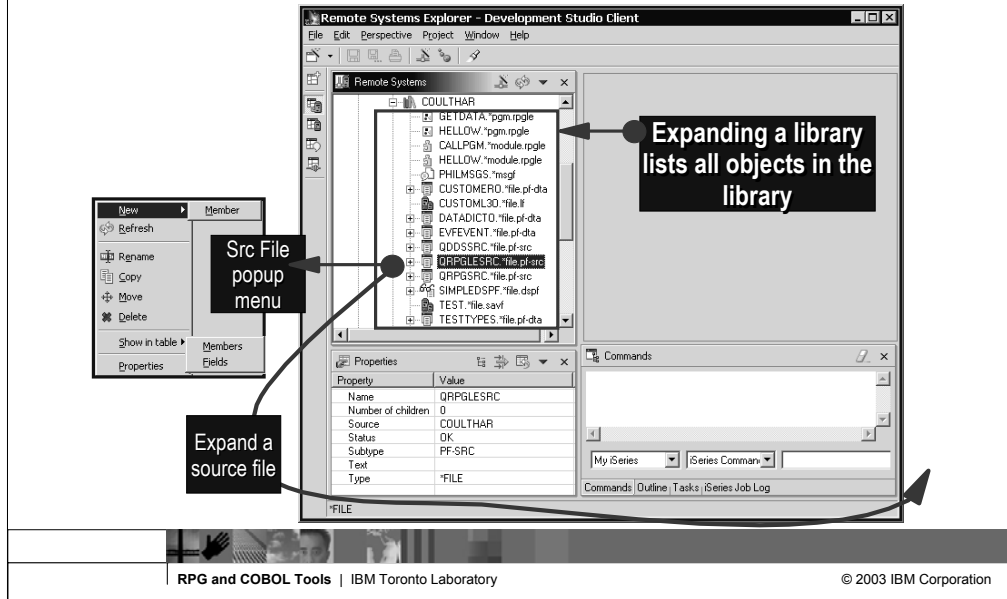 Remote Systems Explorer - Development Studio Client
File Edit Perspective Project Window Help
Remote Systems
COULTHAR
GETDATA.*pgm.rpgle
HELLOW.*pgm.rpgle
CALLPGM.*module.rpgle
HELLOW.*module.rpgle
PHILMSGS.*msgf
CUSTOMERO.*file.pf-dta
CUSTOML3O.*file.lf
DATADICTO.*file.pf-dta
EVFEVENT.*file.pf-dta
QDDSSRC.*file.pf-src
QRPGLESRC.*file.pf-src
QRPGSRC.*file.pf-src
SIMPLEDSPF.*file.dspf
TEST.*file.savf
TESTTYPES.*file.pf-dta
Expanding a library
lists all objects in the
library
New
Member
Refresh
Rename
Copy
Move
Delete
Show in table
Members
Fields
Properties
Src File
popup
menu
Expand a
source file
Properties
Property Value
Name QRPGLESRC
Number of children 0
Source COULTHAR
Status OK
Subtype PF-SRC
Text
Type *FILE
Commands
My iSeries
iSeries Comman
Commands Outline Tasks iSeries Job Log
*FILE
RPG and COBOL Tools | IBM Toronto Laboratory
© 2003 IBM Corporation